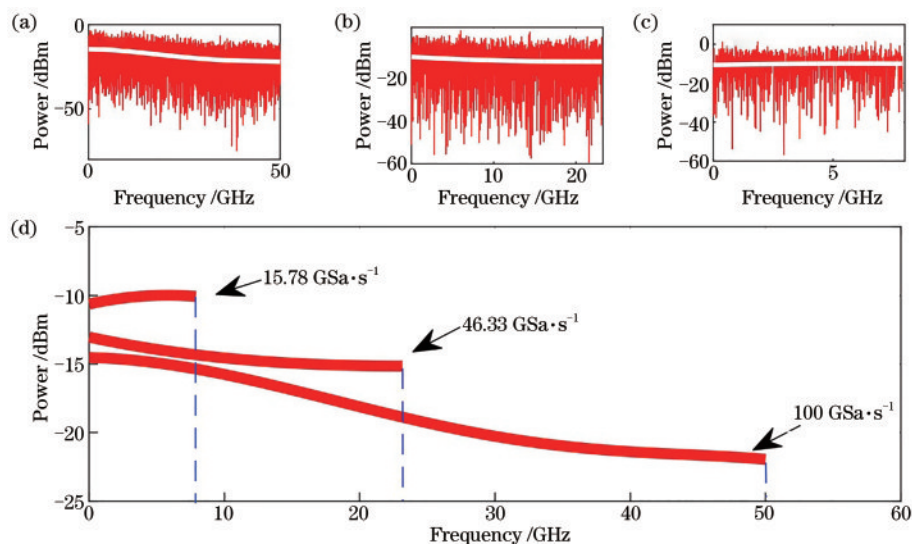 (a)
0
−50
Power /dBm
0
50
Frequency /GHz
(b)
−20
−40
−60
Power /dBm
0
10
20
Frequency /GHz
(c)
10
0
−20
−40
−60
Power /dBm
0
5
Frequency /GHz
(d)
−5
−10
−15
−20
−25
Power /dBm
15.78 GSa·s⁻¹
46.33 GSa·s⁻¹
100 GSa·s⁻¹
0
10
20
30
40
50
60
Frequency /GHz